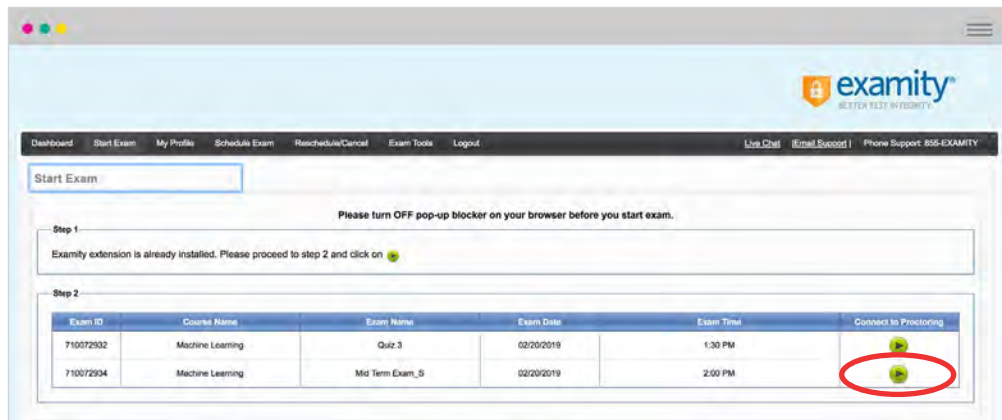 examity®
BETTER TEST INTEGRITY
Dashboard Start Exam My Profile Schedule Exam Reschedule/Cancel Exam Tools Logout Live Chat |Email Support | Phone Support: 855-EXAMITY
Start Exam
Please turn OFF pop-up blocker on your browser before you start exam.
Step 1
Examity extension is already installed. Please proceed to step 2 and click on
Step 2
Exam ID Course Name Exam Name Exam Date Exam Time Connect to Proctoring
710072932 Machine Learning Quiz 3 02/20/2019 1:30 PM
710072934 Machine Learning Mid Term Exam_S 02/20/2019 2:00 PM